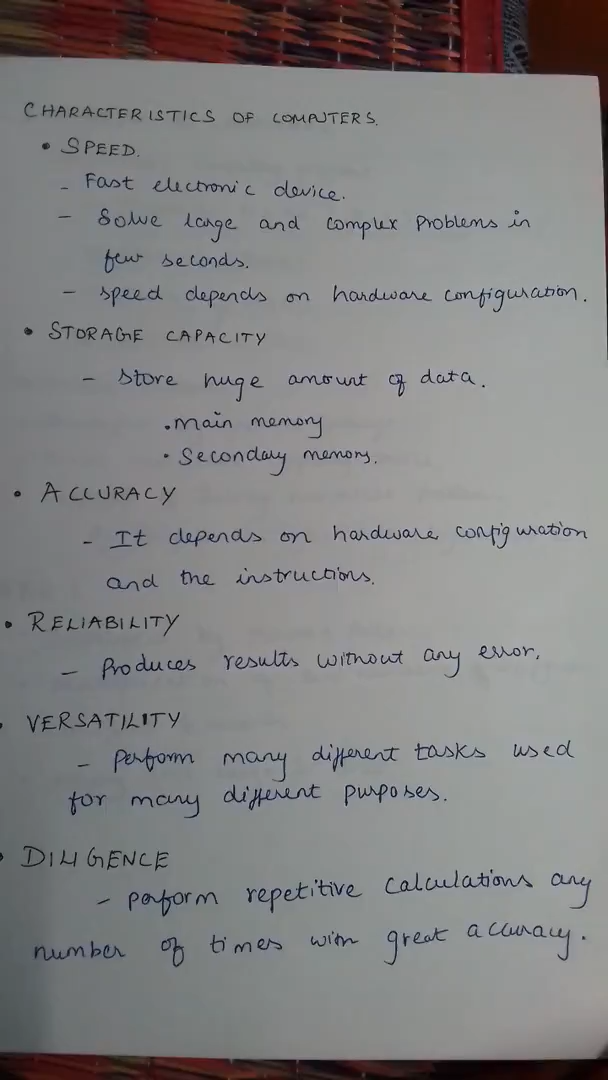 CHARACTERISTICS OF COMPUTERS.
• SPEED.
- Fast electronic device.
- Solve large and complex problems in
few seconds.
- speed depends on hardware configuration.
• STORAGE CAPACITY
- Store huge amount of data.
• main memory
• Secondary memory.
• ACCURACY
- It depends on hardware configuration
and the instructions.
• RELIABILITY
- Produces results without any error.
• VERSATILITY
- perform many different tasks used
for many different purposes.
• DILIGENCE
- perform repetitive calculations any
number of times with great accuracy.